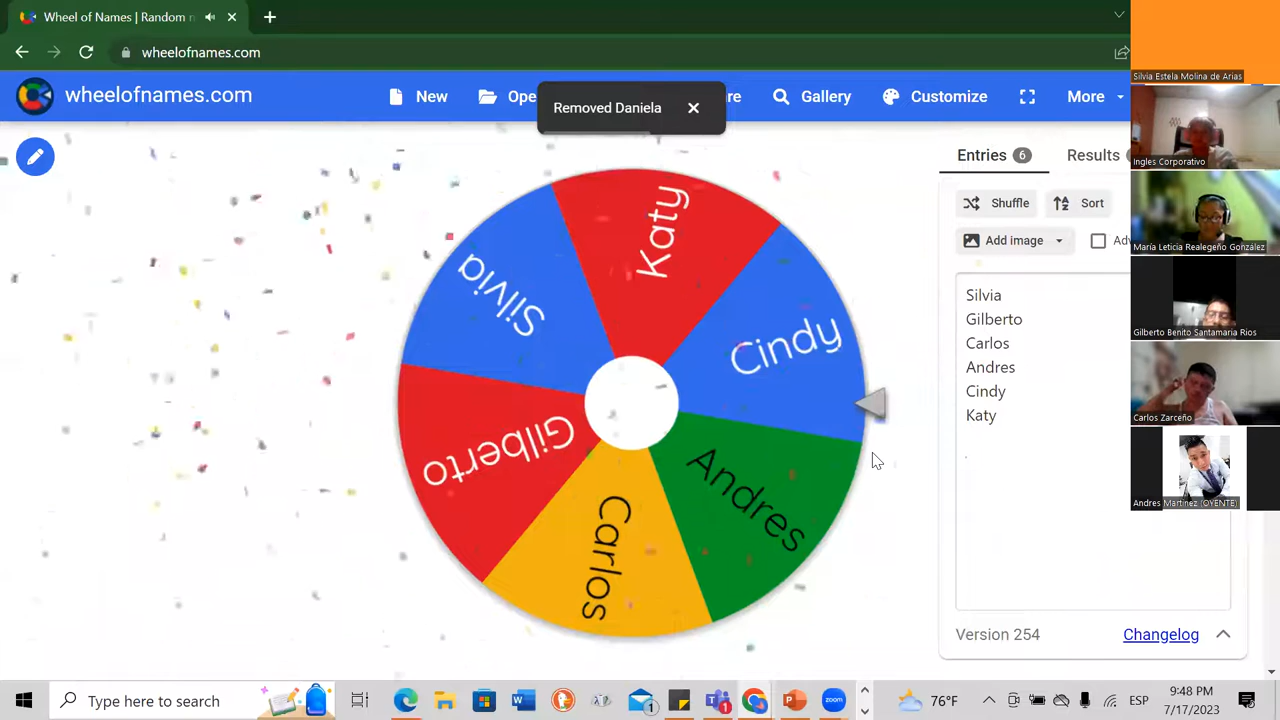 Wheel of Names | Random n
wheelofnames.com
wheelofnames.com
New
Ope
Removed Daniela
re
Gallery
Customize
More
Katy
Cindy
Andres
Carlos
Gilberto
Silvia
Entries 6
Results
Shuffle
Sort
Add image
Adv
Silvia
Gilberto
Carlos
Andres
Cindy
Katy
Version 254
Changelog
Silvia Estela Molina de Arias
Ingles Corporativo
María Leticia Realegeño González
Gilberto Benito Santamaria Rios
Carlos Zarceño
Andres Martinez (OYENTE)
Type here to search
1
1
76°F
ESP
9:48 PM
7/17/2023